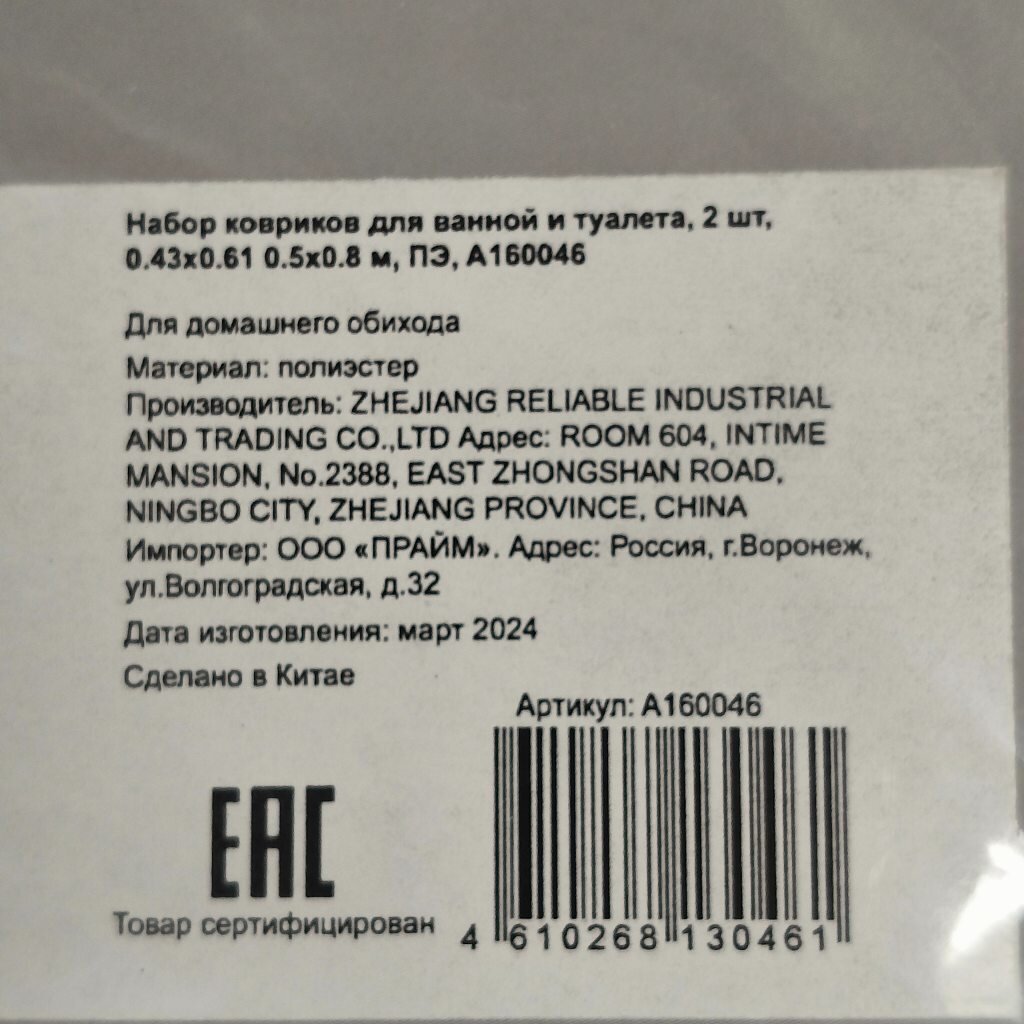 Набор ковриков для ванной и туалета, 2 шт,
0.43х0.61 0.5х0.8 м, ПЭ, А160046
Для домашнего обихода
Материал: полиэстер
Производитель: ZHEJIANG RELIABLE INDUSTRIAL
AND TRADING CO.,LTD Адрес: ROOM 604, INTIME
MANSION, No.2388, EAST ZHONGSHAN ROAD,
NINGBO CITY, ZHEJIANG PROVINCE, CHINA
Импортер: ООО «ПРАЙМ». Адрес: Россия, г.Воронеж,
ул.Волгоградская, д.32
Дата изготовления: март 2024
Сделано в Китае
Артикул: А160046
EAC
Товар сертифицирован
4 610268 130461